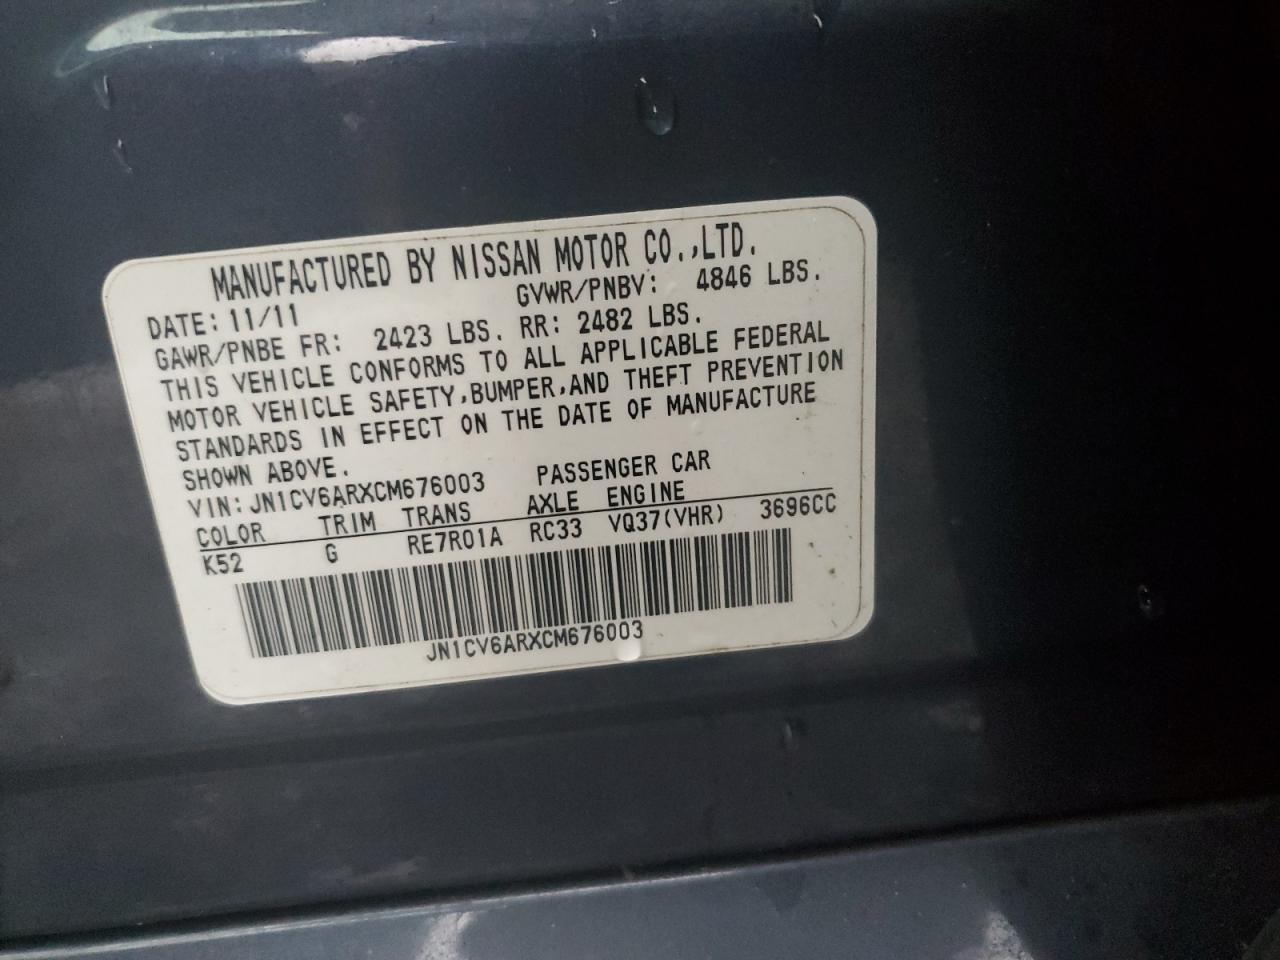 MANUFACTURED BY NISSAN MOTOR CO.,LTD.
DATE: 11/11 GVWR/PNBV: 4846 LBS.
GAWR/PNBE FR: 2423 LBS. RR: 2482 LBS.
THIS VEHICLE CONFORMS TO ALL APPLICABLE FEDERAL
MOTOR VEHICLE SAFETY,BUMPER,AND THEFT PREVENTION
STANDARDS IN EFFECT ON THE DATE OF MANUFACTURE
SHOWN ABOVE.
VIN: JN1CV6ARXCM676003 PASSENGER CAR
COLOR TRIM TRANS AXLE ENGINE
K52 G RE7R01A RC33 VQ37(VHR) 3696CC
JN1CV6ARXCM676003